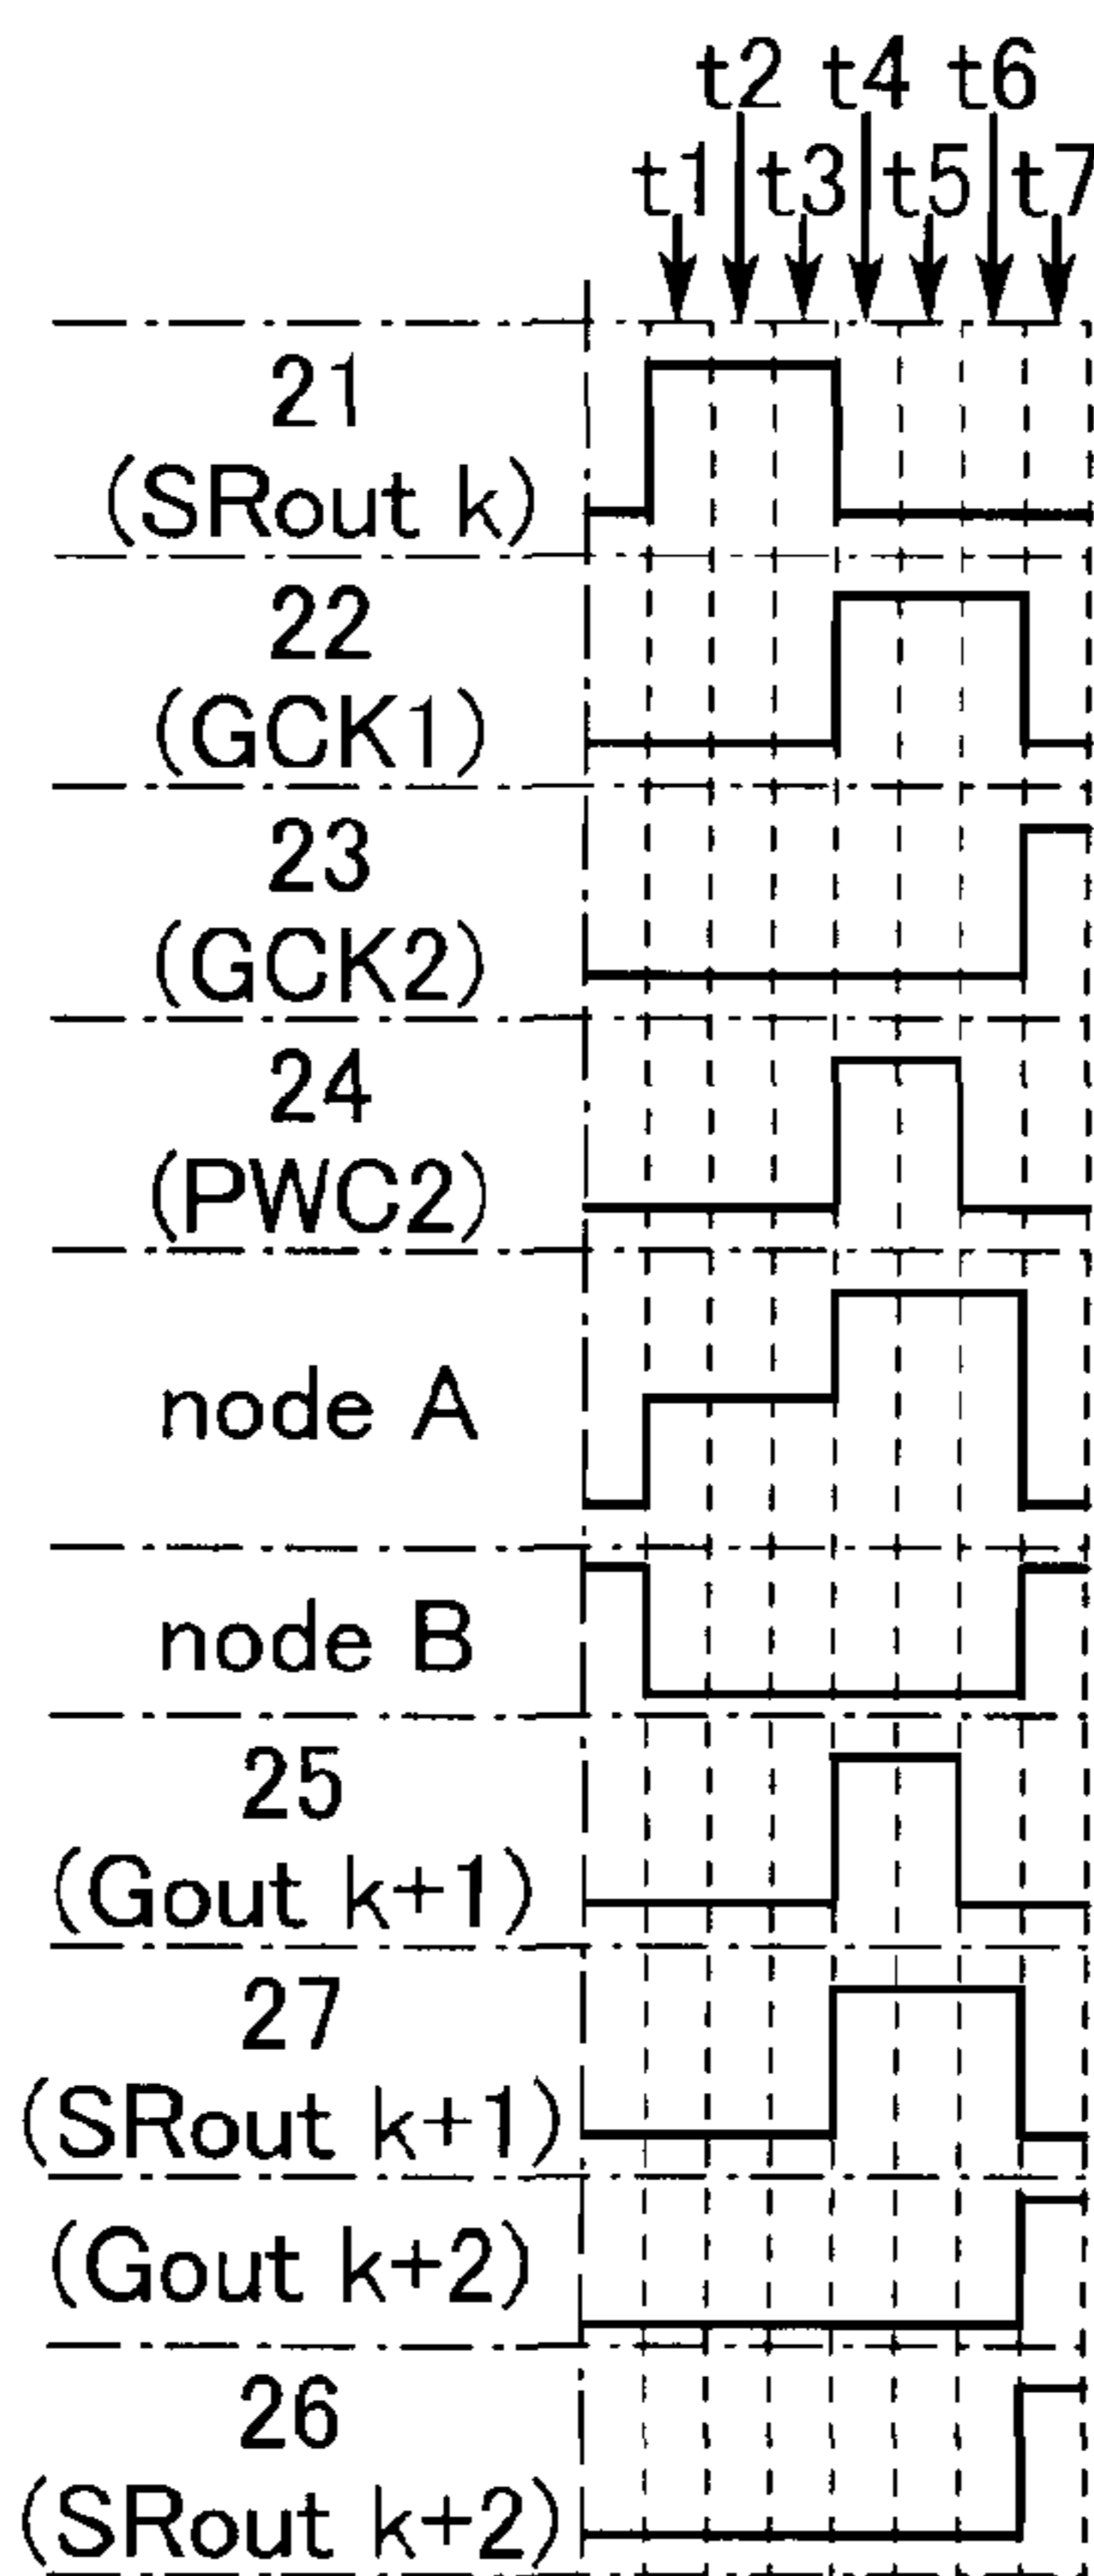 t2 t4 t6
t1 t3 t5 t7
21
(SRout k)
22
(GCK1)
23
(GCK2)
24
(PWC2)
node A
node B
25
(Gout k+1)
27
(SRout k+1)
(Gout k+2)
26
(SRout k+2)